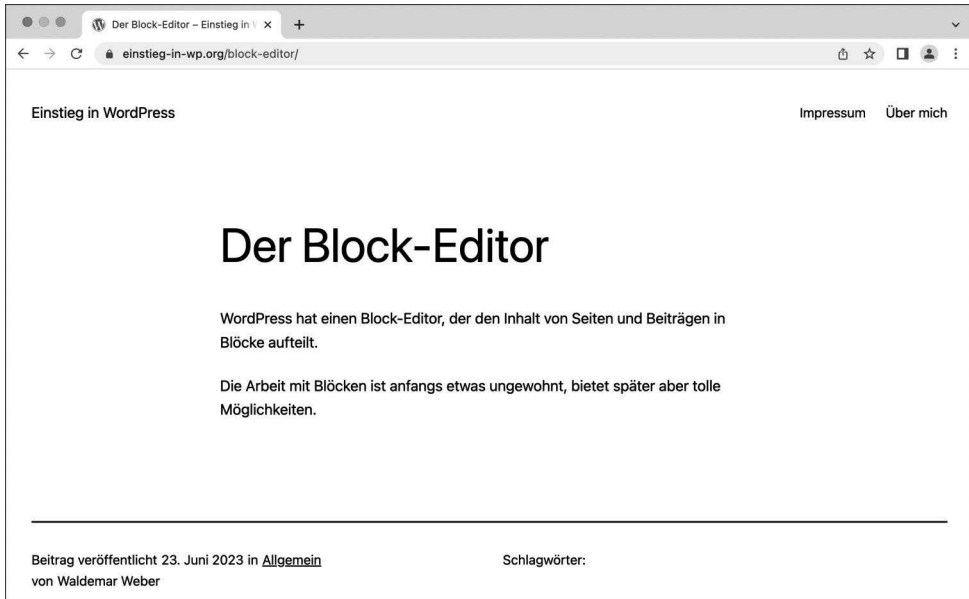 Der Block-Editor – Einstieg in
einstieg-in-wp.org/block-editor/
Einstieg in WordPress
Impressum
Über mich
Der Block-Editor
WordPress hat einen Block-Editor, der den Inhalt von Seiten und Beiträgen in
Blöcke aufteilt.
Die Arbeit mit Blöcken ist anfangs etwas ungewohnt, bietet später aber tolle
Möglichkeiten.
Beitrag veröffentlicht 23. Juni 2023 in Allgemein
von Waldemar Weber
Schlagwörter: